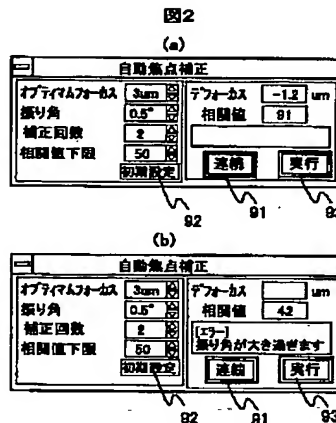 図2
(a)
自動焦点補正
オプティマムフォーカス 3um
振り角 0.5°
補正回数 2
相関値下限 50
初期設定
デフォーカス -1.2 um
相関値 91
連続 実行
92 91 93
(b)
自動焦点補正
オプティマムフォーカス 3um
振り角 0.5°
補正回数 2
相関値下限 50
初期設定
デフォーカス um
相関値 42
[エラー]
振り角が大き過ぎます
連続 実行
92 91 93